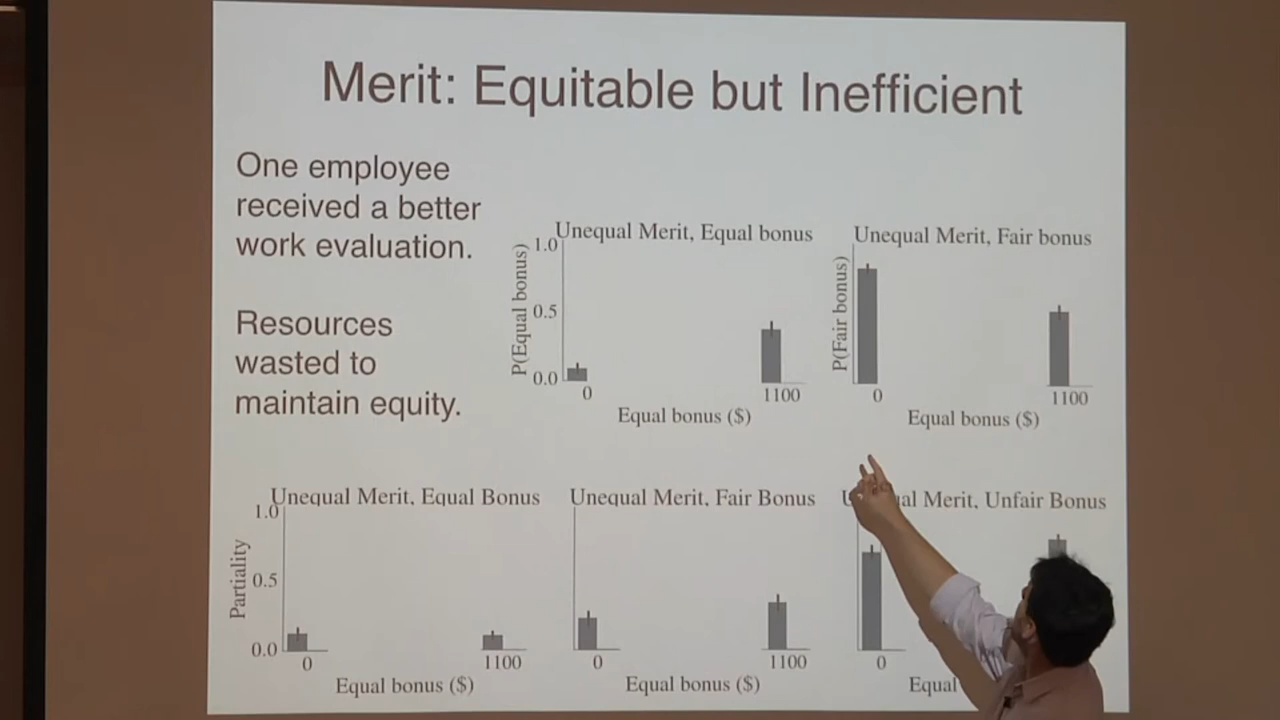 Merit: Equitable but Inefficient
One employee
received a better
work evaluation.
Resources
wasted to
maintain equity.
Unequal Merit, Equal bonus
P(Equal bonus)
1.0
0.5
0.0
0
1100
Equal bonus ($)
Unequal Merit, Fair bonus
P(Fair bonus)
0
1100
Equal bonus ($)
Unequal Merit, Equal Bonus
Partiality
1.0
0.5
0.0
0
1100
Equal bonus ($)
Unequal Merit, Fair Bonus
0
1100
Equal bonus ($)
Merit, Unfair Bonus
0
Equal